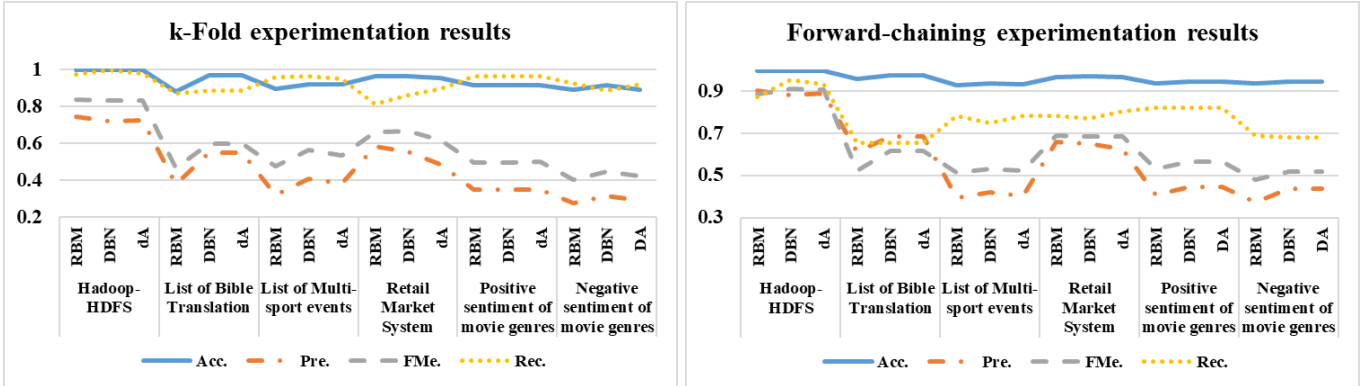 k-Fold experimentation results
1
0.8
0.6
0.4
0.2
RBM DBN dA RBM DBN dA RBM DBN dA RBM DBN dA RBM DBN dA RBM DBN DA
Hadoop- List of Bible List of Multi- Retail Positive Negative
HDFS Translation sport events Market sentiment of sentiment of
System movie genres movie genres
Acc. Pre. FMe. Rec.
Forward-chaining experimentation results
0.9
0.7
0.5
0.3
RBM DBN dA RBM DBN dA RBM DBN dA RBM DBN dA RBM DBN DA RBM DBN DA
Hadoop- List of Bible List of Multi- Retail Positive Negative
HDFS Translation sport events Market sentiment of sentiment of
System movie genres movie genres
Acc. Pre. FMe. Rec.